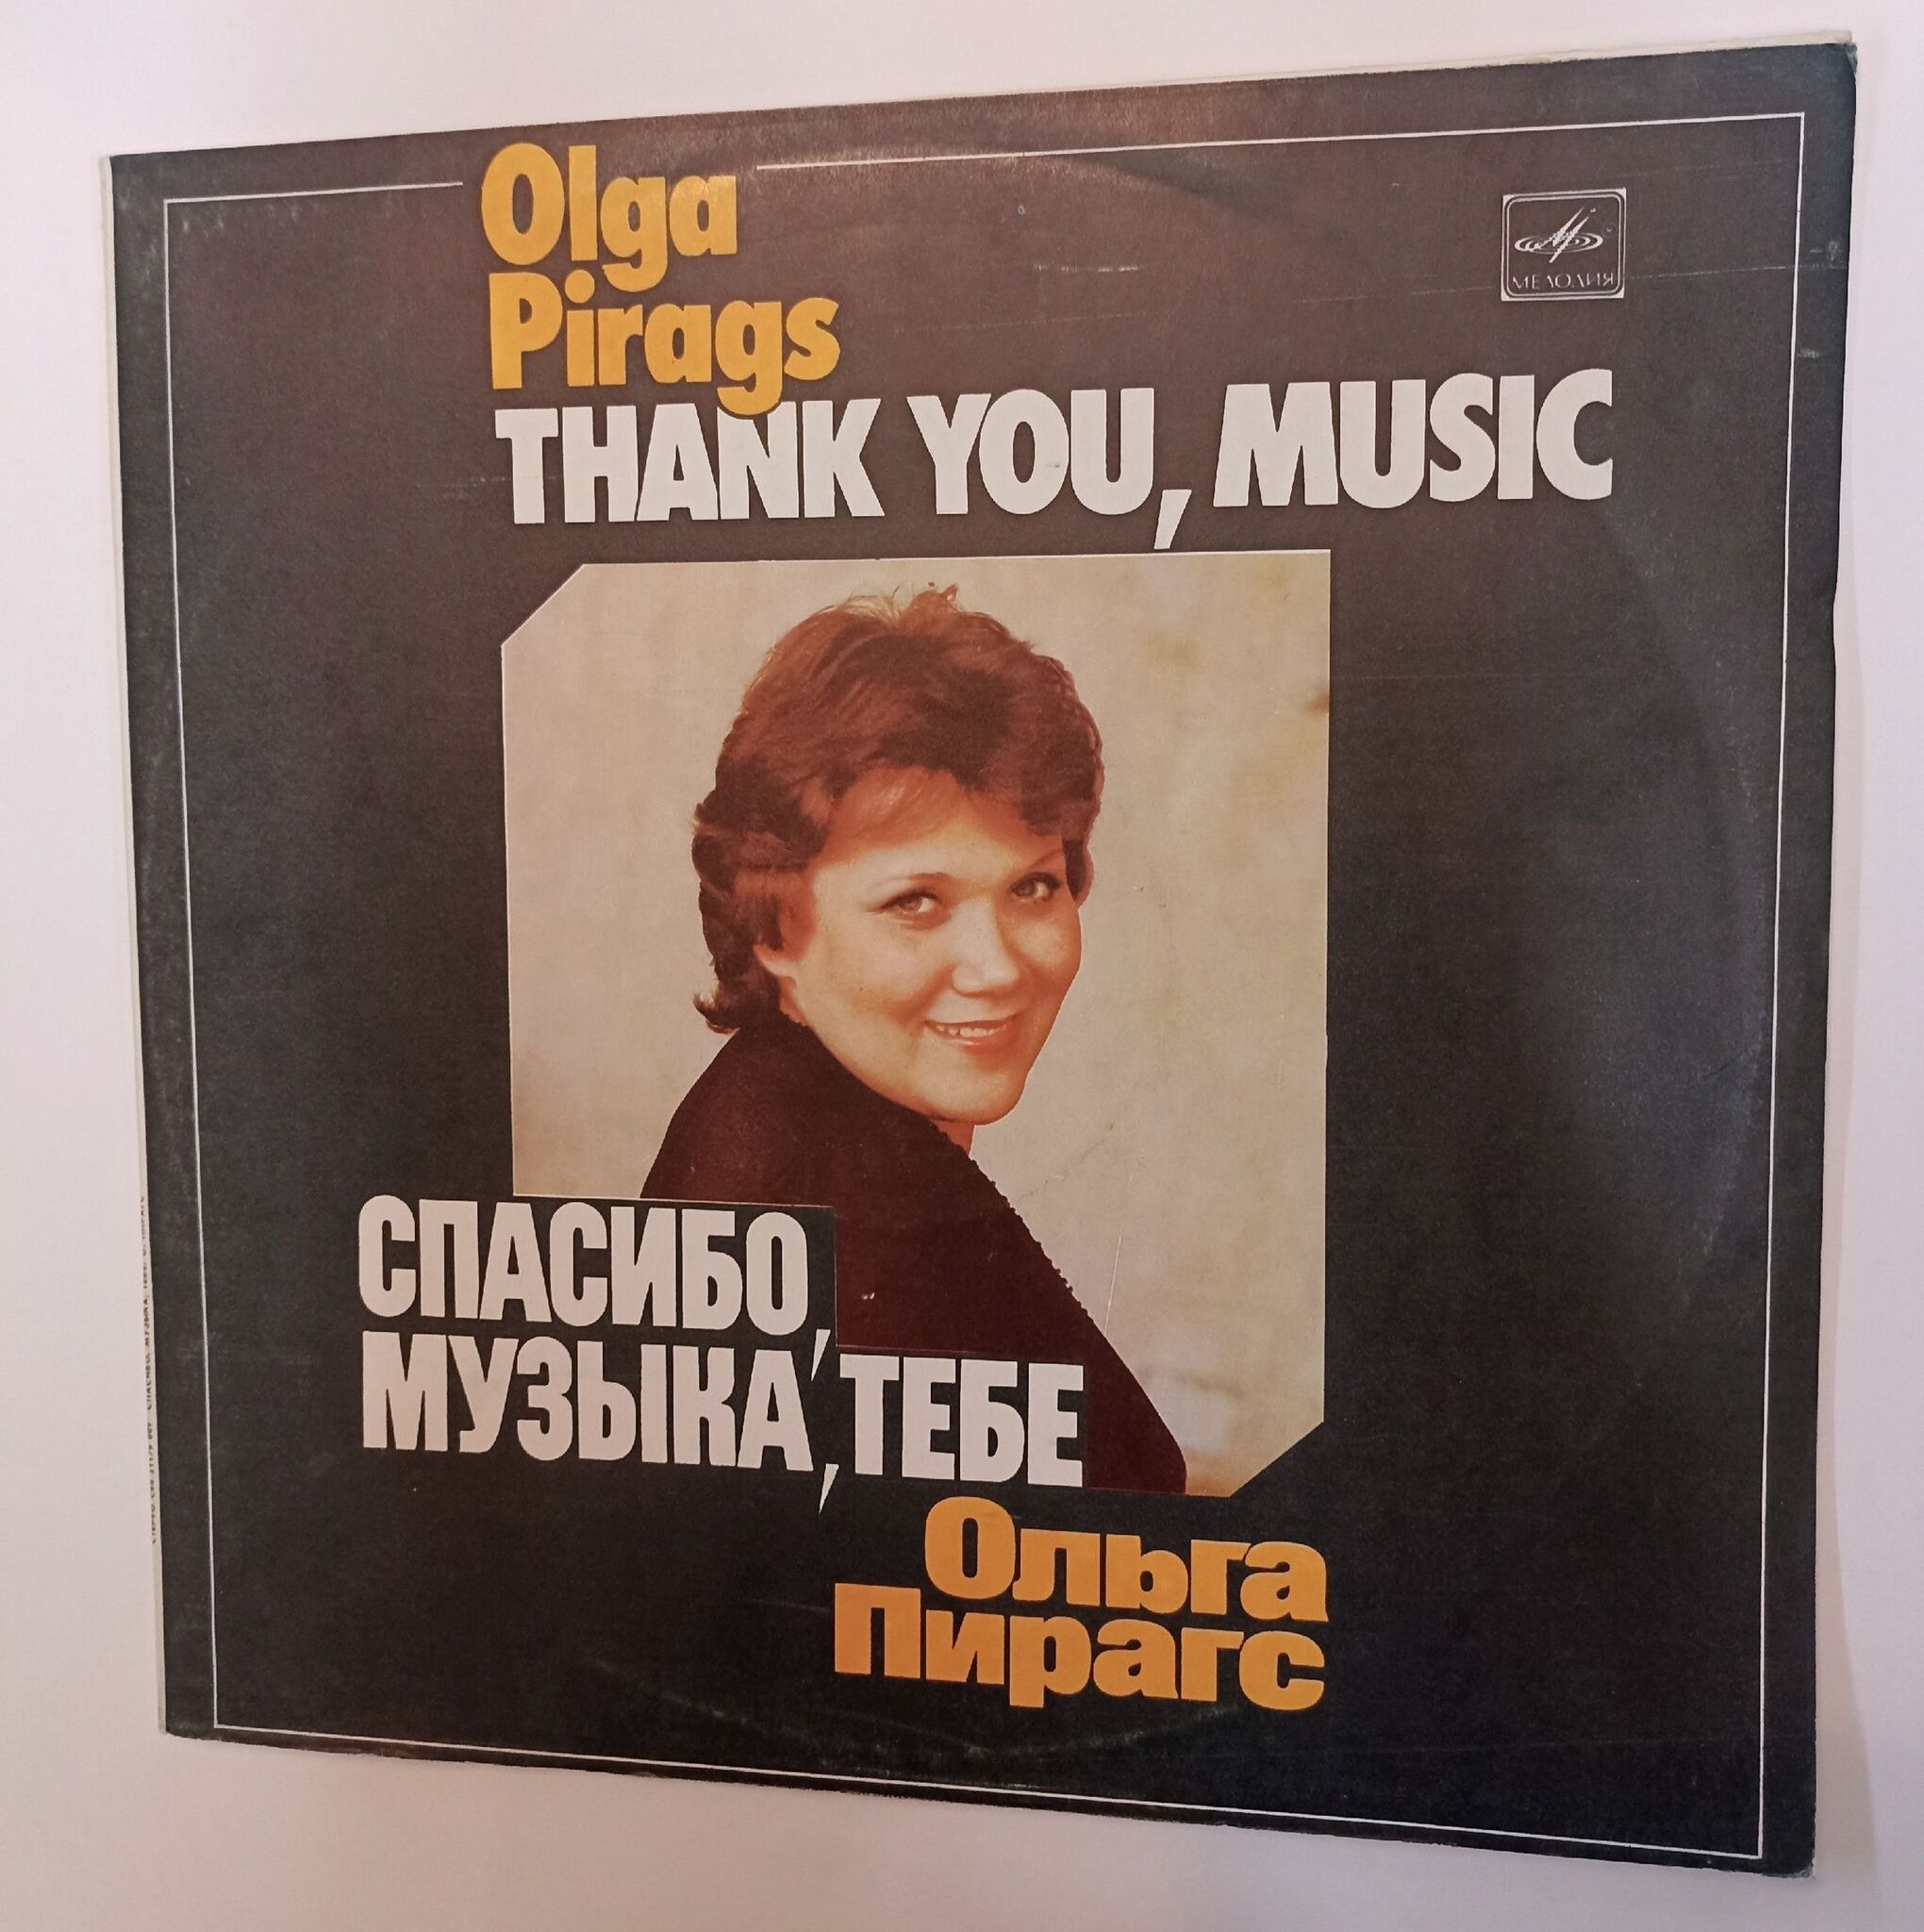 Olga
Pirags
МЕЛОДИЯ
THANK YOU, MUSIC
СПАСИБО,
МУЗЫКА, ТЕБЕ
Ольга
Пирагс